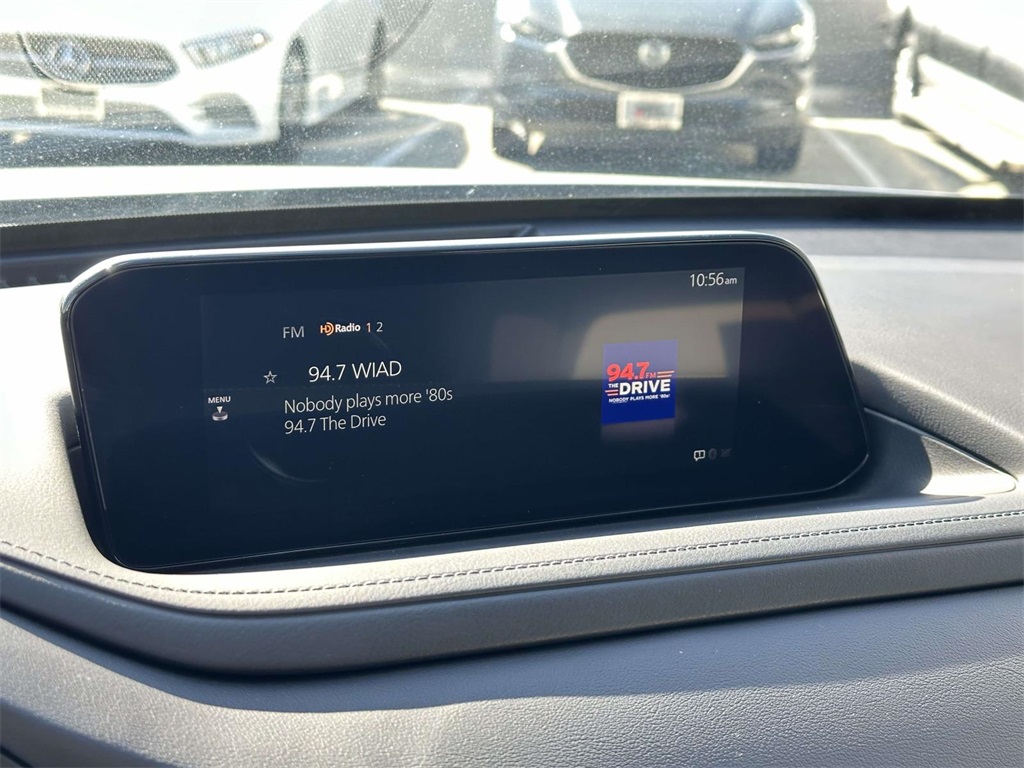 10:56am
FM HD Radio 1 2
94.7 WIAD
MENU
Nobody plays more '80s
94.7 The Drive
94.7 FM
THE DRIVE
NOBODY PLAYS MORE '80s!